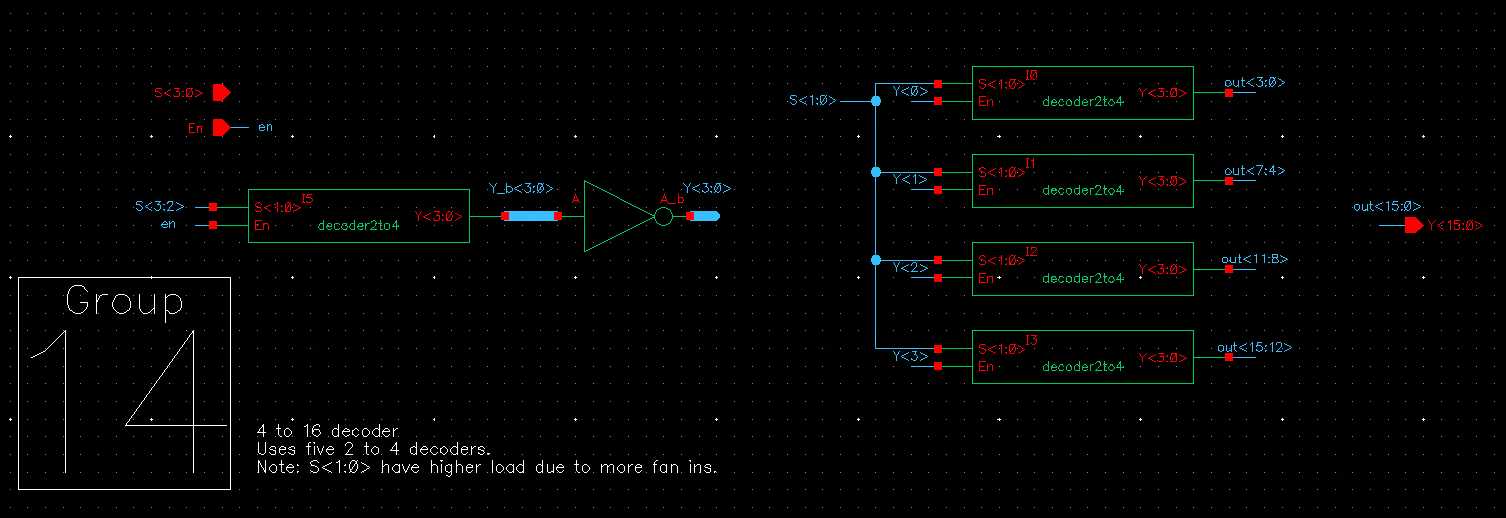 S<3:0>
En
en
S<3:2>
en
I5
S<1:0>
En
decoder2to4
Y<3:0>
Y_b<3:0>
A
A_b
Y<3:0>
S<1:0>
Y<0>
I0
S<1:0>
En
decoder2to4
Y<3:0>
out<3:0>
Y<1>
I1
S<1:0>
En
decoder2to4
Y<3:0>
out<7:4>
Y<2>
I2
S<1:0>
En
decoder2to4
Y<3:0>
out<11:8>
Y<3>
I3
S<1:0>
En
decoder2to4
Y<3:0>
out<15:12>
out<15:0>
Y<15:0>
Group
14
4 to 16 decoder
Uses five 2 to 4 decoders.
Note: S<1:0> have higher load due to more fan ins.